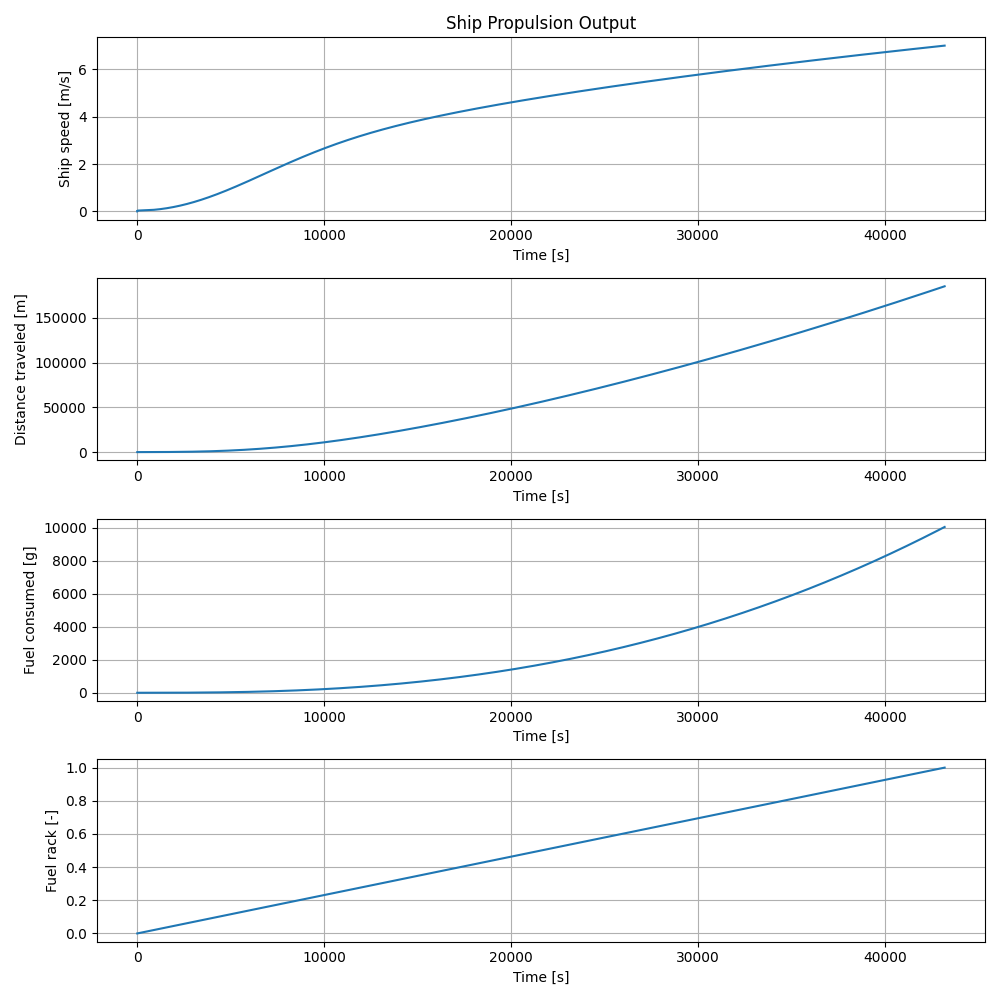 Ship Propulsion Output
Ship speed [m/s]
6
4
2
0
0 10000 20000 30000 40000
Time [s]
Distance traveled [m]
150000
100000
50000
0
0 10000 20000 30000 40000
Time [s]
Fuel consumed [g]
10000
8000
6000
4000
2000
0
0 10000 20000 30000 40000
Time [s]
Fuel rack [-]
1.0
0.8
0.6
0.4
0.2
0.0
0 10000 20000 30000 40000
Time [s]